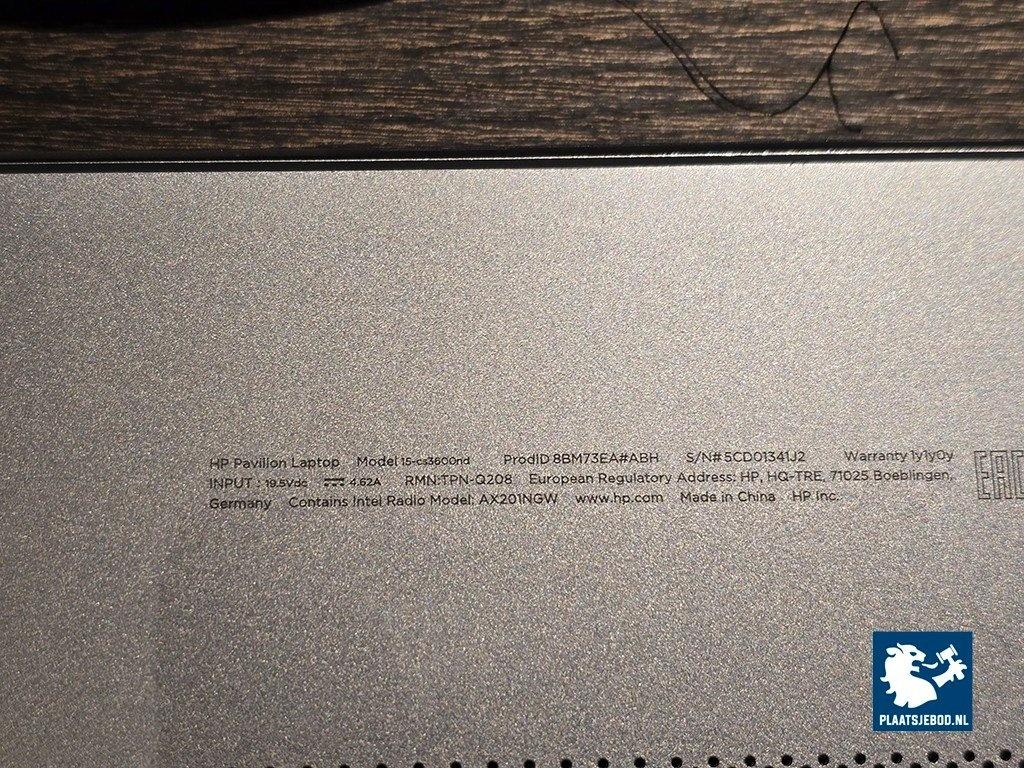 HP Pavilion Laptop Model 15-cs3600nd ProdID 8BM73EA#ABH S/N# 5CD01341J2 Warranty 1y1y0y
INPUT : 19.5Vdc 4.62A RMN:TPN-Q208 European Regulatory Address: HP, HQ-TRE, 71025 Boeblingen,
Germany Contains Intel Radio Model: AX201NGW www.hp.com Made in China HP Inc.
EAC
PLAATSJEBOD.NL